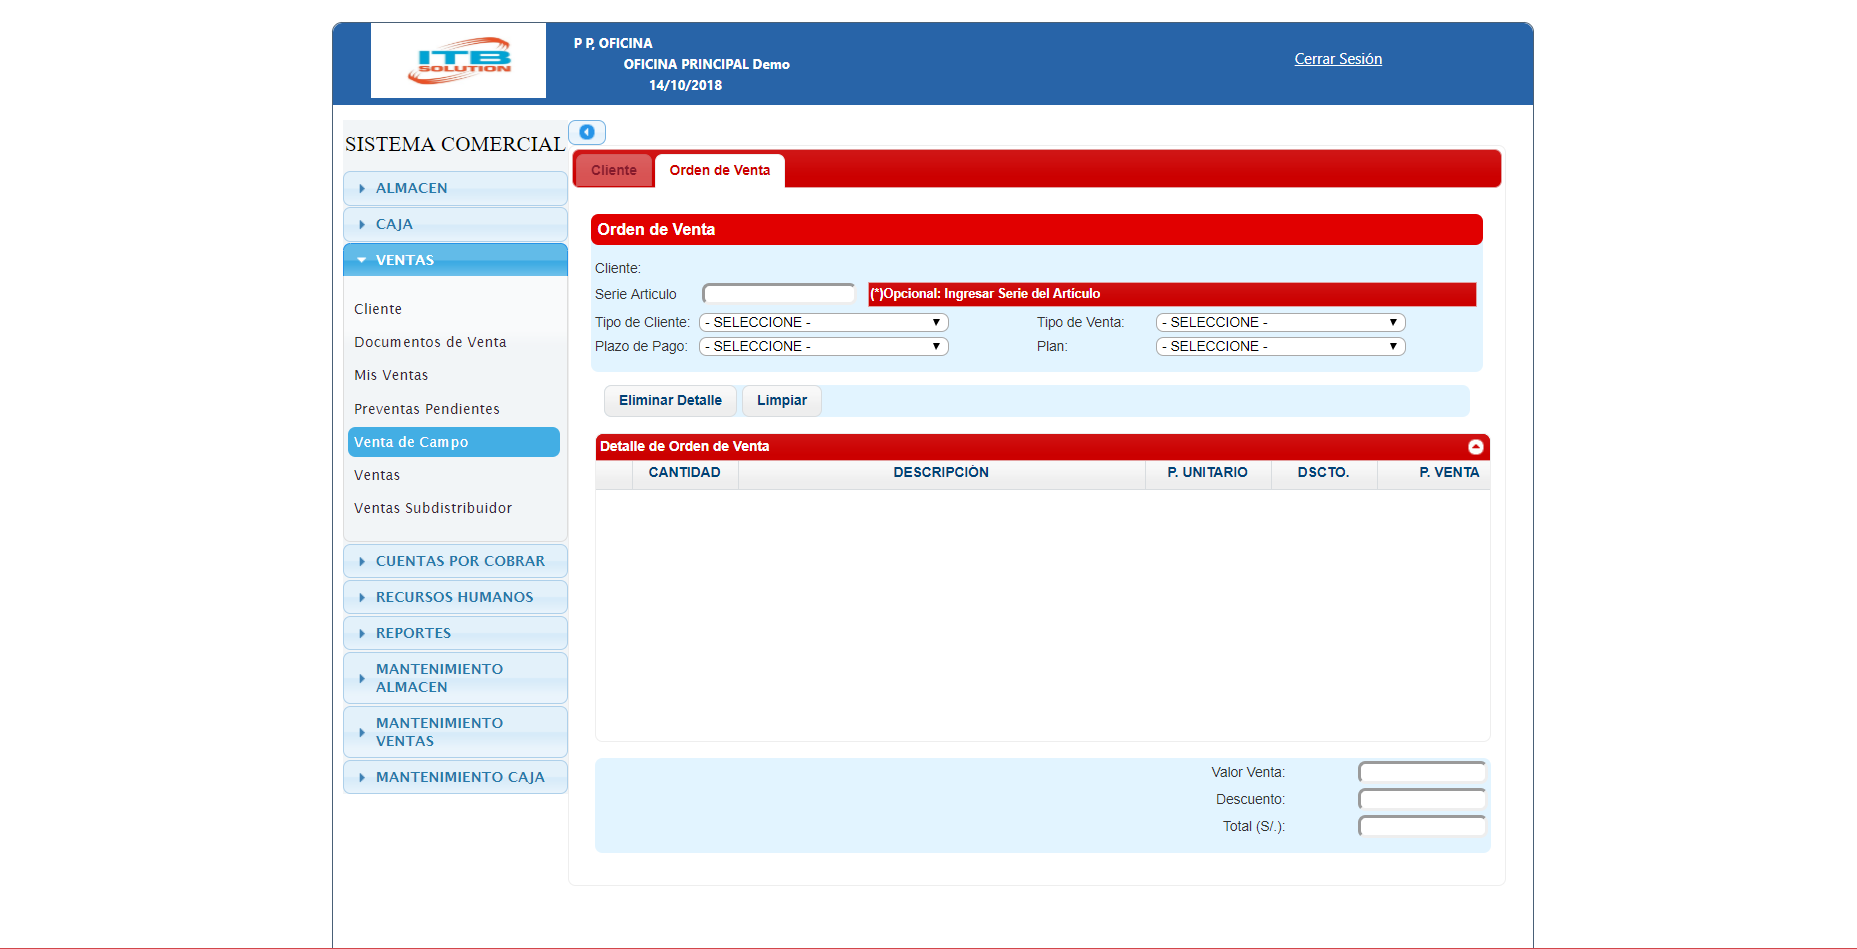 ITB
SOLUTION
P P, OFICINA
OFICINA PRINCIPAL Demo
14/10/2018
Cerrar Sesión
SISTEMA COMERCIAL
ALMACEN
CAJA
VENTAS
Cliente
Documentos de Venta
Mis Ventas
Preventas Pendientes
Venta de Campo
Ventas
Ventas Subdistribuidor
CUENTAS POR COBRAR
RECURSOS HUMANOS
REPORTES
MANTENIMIENTO
ALMACEN
MANTENIMIENTO
VENTAS
MANTENIMIENTO CAJA
Cliente Orden de Venta
Orden de Venta
Cliente:
Serie Articulo (*)Opcional: Ingresar Serie del Artículo
Tipo de Cliente: - SELECCIONE - Tipo de Venta: - SELECCIONE -
Plazo de Pago: - SELECCIONE - Plan: - SELECCIONE -
Eliminar Detalle Limpiar
Detalle de Orden de Venta
CANTIDAD DESCRIPCIÓN P. UNITARIO DSCTO. P. VENTA
Valor Venta:
Descuento:
Total (S/.):